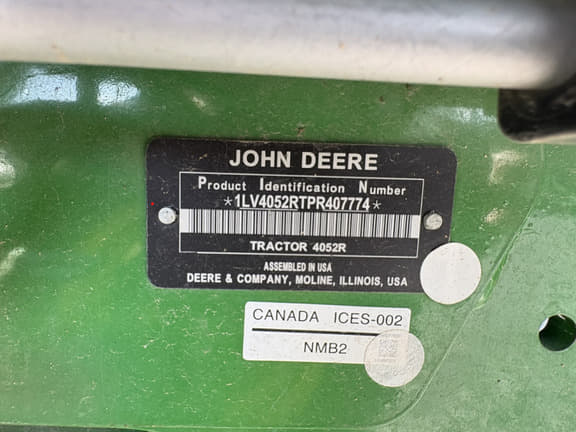 JOHN DEERE
Product Identification Number
*1LV4052RTPR407774*
TRACTOR 4052R
ASSEMBLED IN USA
DEERE & COMPANY, MOLINE, ILLINOIS, USA
CANADA ICES-002
NMB2